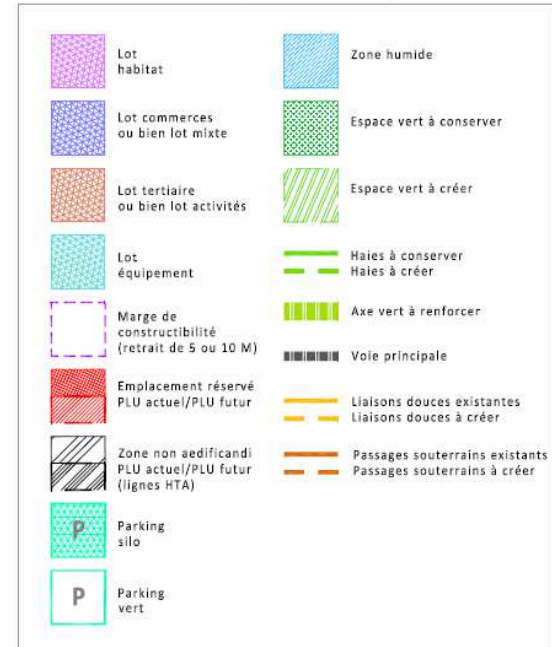 Lot
habitat
Lot commerces
ou bien lot mixte
Lot tertiaire
ou bien lot activités
Lot
équipement
Marge de
constructibilité
(retrait de 5 ou 10 M)
Emplacement réservé
PLU actuel/PLU futur
Zone non aedificandi
PLU actuel/PLU futur
(lignes HTA)
P
Parking
silo
P
Parking
vert
Zone humide
Espace vert à conserver
Espace vert à créer
Haies à conserver
Haies à créer
Axe vert à renforcer
Voie principale
Liaisons douces existantes
Liaisons douces à créer
Passages souterrains existants
Passages souterrains à créer